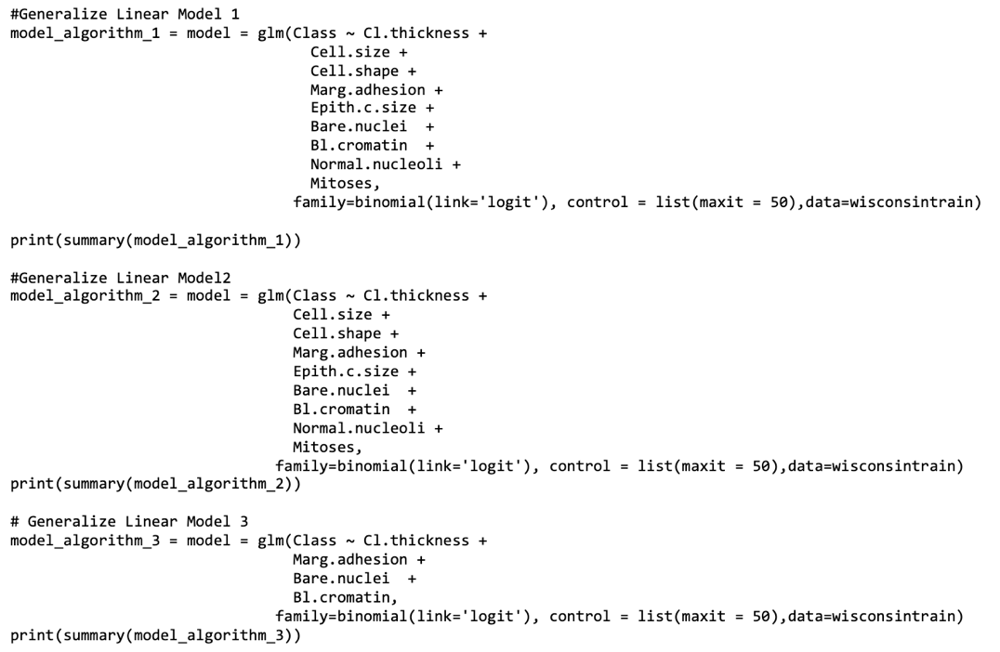 #Generalize Linear Model 1
model_algorithm_1 = model = glm(Class ~ Cl.thickness +
Cell.size +
Cell.shape +
Marg.adhesion +
Epith.c.size +
Bare.nuclei  +
Bl.cromatin  +
Normal.nucleoli +
Mitoses,
family=binomial(link='logit'), control = list(maxit = 50),data=wisconsintrain)
print(summary(model_algorithm_1))
#Generalize Linear Model2
model_algorithm_2 = model = glm(Class ~ Cl.thickness +
Cell.size +
Cell.shape +
Marg.adhesion +
Epith.c.size +
Bare.nuclei  +
Bl.cromatin  +
Normal.nucleoli +
Mitoses,
family=binomial(link='logit'), control = list(maxit = 50),data=wisconsintrain)
print(summary(model_algorithm_2))
# Generalize Linear Model 3
model_algorithm_3 = model = glm(Class ~ Cl.thickness +
Marg.adhesion +
Bare.nuclei  +
Bl.cromatin,
family=binomial(link='logit'), control = list(maxit = 50),data=wisconsintrain)
print(summary(model_algorithm_3))